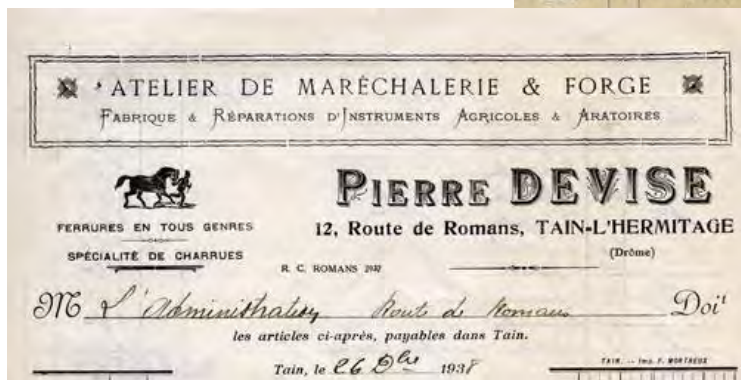 ATELIER DE MARÉCHALERIE & FORGE
FABRIQUE & RÉPARATIONS D'INSTRUMENTS AGRICOLES & ARATOIRES
PIERRE DEVISE
FERRURES EN TOUS GENRES
12, Route de Romans, TAIN-L'HERMITAGE
SPÉCIALITÉ DE CHARRUES
(Drôme)
R. C. ROMANS
M L'Administration Route de Romans Doit
les articles ci-après, payables dans Tain.
Tain, le 26 Dbre 1938
TAIN. — Imp. F. MONTREUX